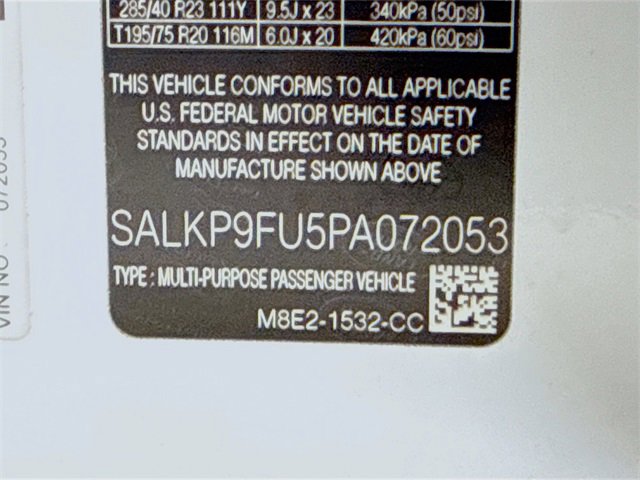 285/40 R23 111Y 9.5J x 23 340kPa (50psi)
T195/75 R20 116M 6.0J x 20 420kPa (60psi)
THIS VEHICLE CONFORMS TO ALL APPLICABLE
U.S. FEDERAL MOTOR VEHICLE SAFETY
STANDARDS IN EFFECT ON THE DATE OF
MANUFACTURE SHOWN ABOVE
SALKP9FU5PA072053
TYPE : MULTI-PURPOSE PASSENGER VEHICLE
M8E2-1532-CC
VIN NO :